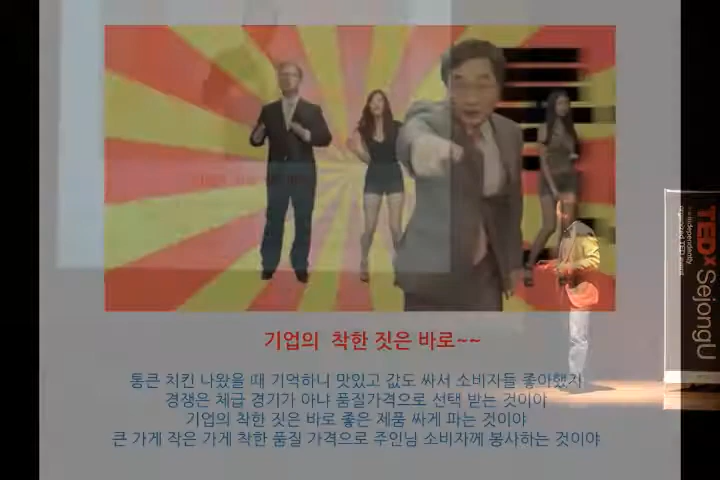 기업의 착한 짓은 바로~~
통큰 치킨 나왔을 때 기억하니 맛있고 값도 싸서 소비자들 좋아했지
경쟁은 체급 경기가 아냐 품질가격으로 선택 받는 것이야
기업의 착한 짓은 바로 좋은 제품 싸게 파는 것이야
큰 가게 작은 가게 착한 품질 가격으로 주인님 소비자께 봉사하는 것이야
TEDx
x=independently
organized TED event
SejongU